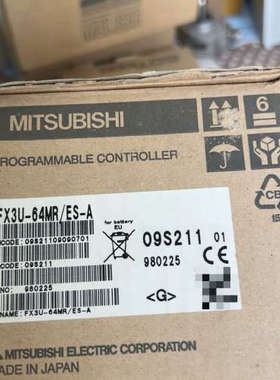 MITSUBISHI
6
PROGRAMMABLE CONTROLLER
FX3U-64MR/ES-A
for battery
EU
09S211 01
CODE: 09S21109090701
CODE: 09S211
980225
CE
NO: 980225
<G>
NAME: FX3U-64MR/ES-A
MITSUBISHI ELECTRIC CORPORATION
MADE IN JAPAN